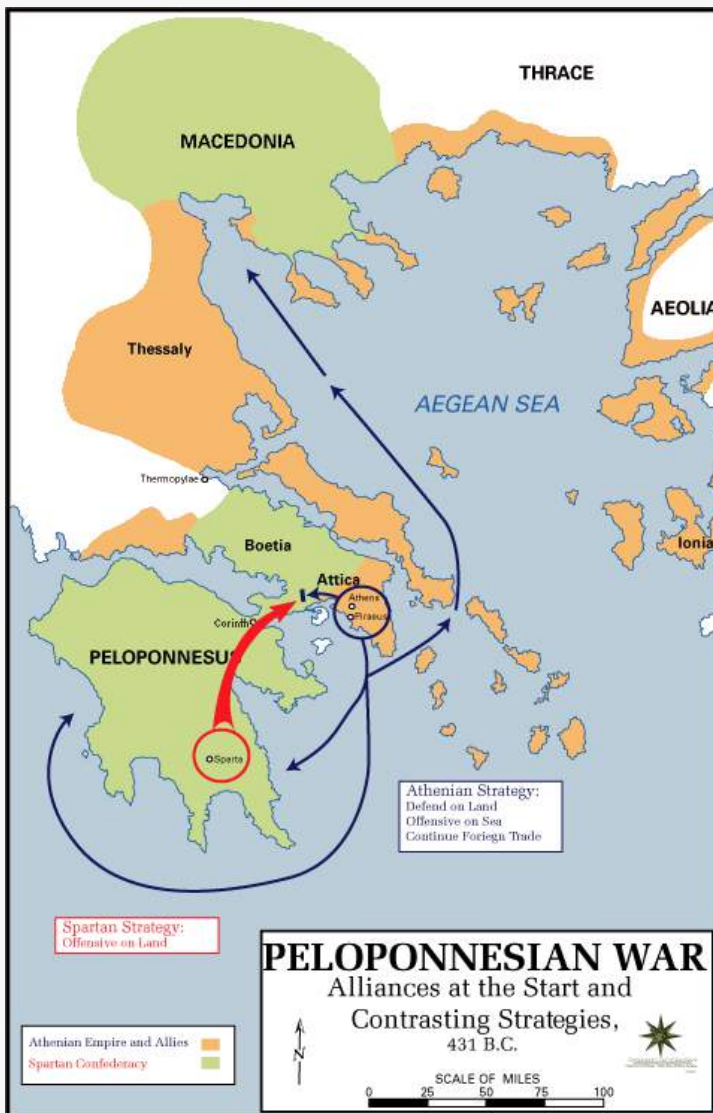 THRACE
MACEDONIA
AEOLIA
Thessaly
AEGEAN SEA
Thermopylae
Boetia
Ionia
Attica
Athens
Piraeus
Corinth
PELOPONNESUS
Sparta
Athenian Strategy:
Defend on Land
Offensive on Sea
Continue Foriegn Trade
Spartan Strategy:
Offensive on Land
PELOPONNESIAN WAR
Alliances at the Start and
Contrasting Strategies,
431 B.C.
N
Athenian Empire and Allies
Spartan Confederacy
SCALE OF MILES
0 25 50 75 100